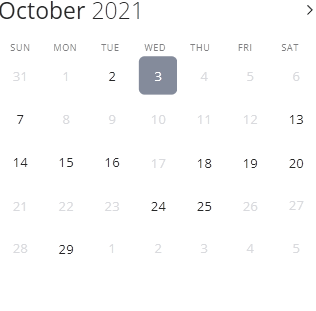 October 2021 >
SUN MON TUE WED THU FRI SAT
31 1 2 3 4 5 6
7 8 9 10 11 12 13
14 15 16 17 18 19 20
21 22 23 24 25 26 27
28 29 1 2 3 4 5